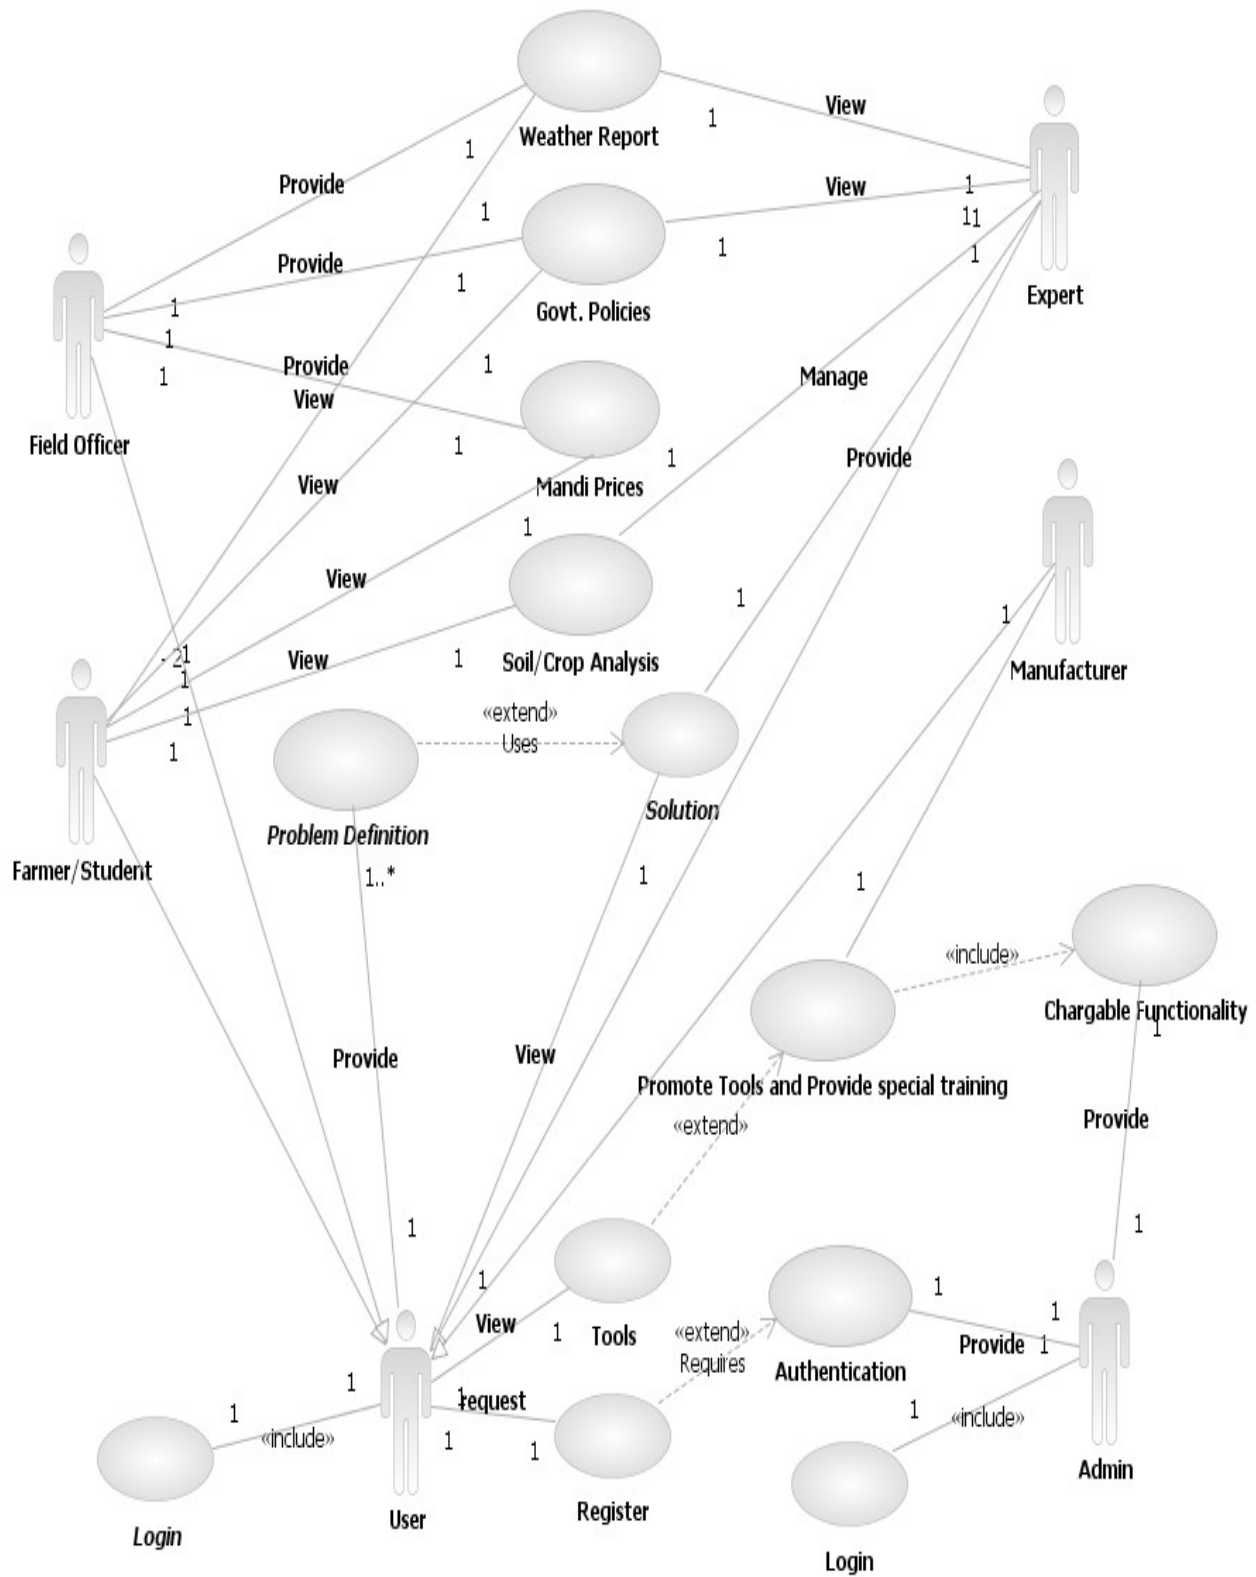 View
1
Weather Report
1
Provide
View
1
1
11
Provide
1
1
1
Expert
Govt. Policies
1
1
Provide
1
1
Manage
View
Field Officer
1
1
Provide
View
Mandi Prices
1
View
1
1
Manufacturer
-21
View
1
Soil/Crop Analysis
1
«extend»
1
Uses
1
Solution
Problem Definition
Farmer/Student
1..*
1
1
«include»
Chargable Functionality
1
Provide
View
Promote Tools and Provide special training
«extend»
Provide
1
1
1
1
1
View
1
Tools
«extend»
Requires
Provide
1
Authentication
1
1
request
1
1
«include»
1
1
1
«include»
Admin
User
Register
Login
Login